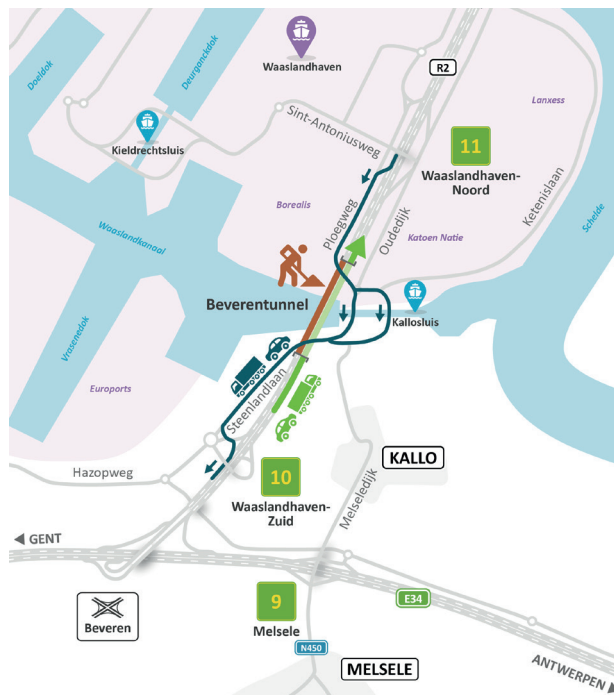 Doeldok
Deurganckdok
Waaslandhaven
R2
Lanxess
Kieldrechtsluis
Sint-Antoniusweg
11
Waaslandhaven-
Noord
Ketenislaan
Schelde
Borealis
Ploegweg
Oudedijk
Katoen Natie
Waaslandkanaal
Beverentunnel
Kallosluis
Vrasenedok
Euroports
Steenlandlaan
KALLO
Hazopweg
10
Waaslandhaven-
Zuid
Melseledijk
GENT
Beveren
9
Melsele
E34
N450
MELSELE
ANTWERPEN